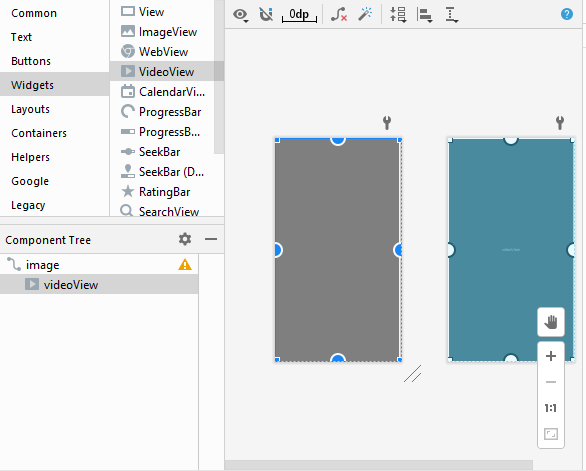 Common
Text
Buttons
Widgets
Layouts
Containers
Helpers
Google
Legacy
View
ImageView
WebView
VideoView
CalendarVi...
ProgressBar
ProgressB...
SeekBar
SeekBar (D...
RatingBar
SearchView
0dp
?
Component Tree
image
videoView
1:1